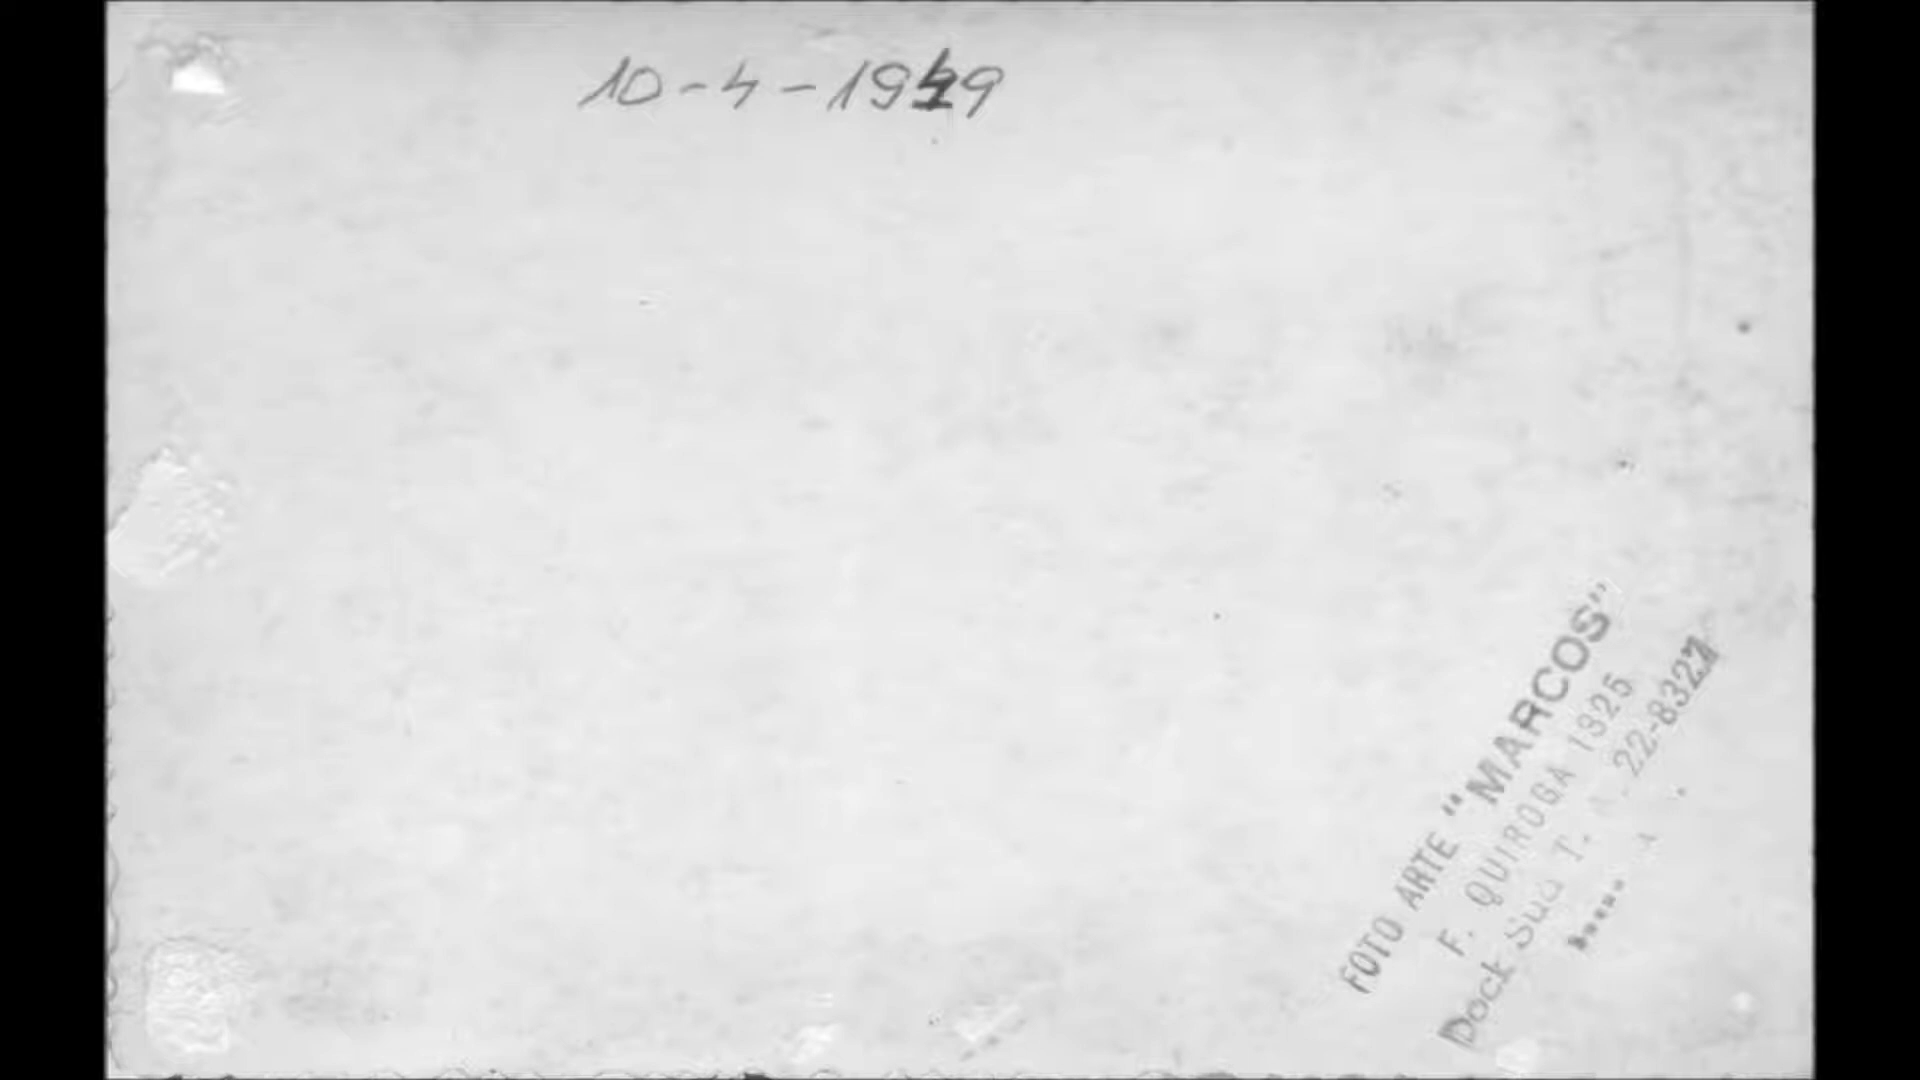 10-4-1949
FOTO ARTE "MARCOS"
F. QUIROGA 1325
Dock Sud T. A. 22-8327